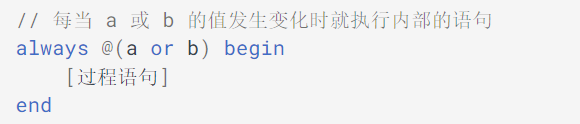 // 每当 a 或 b 的值发生变化时就执行内部的语句
always @(a or b) begin
    [过程语句]
end